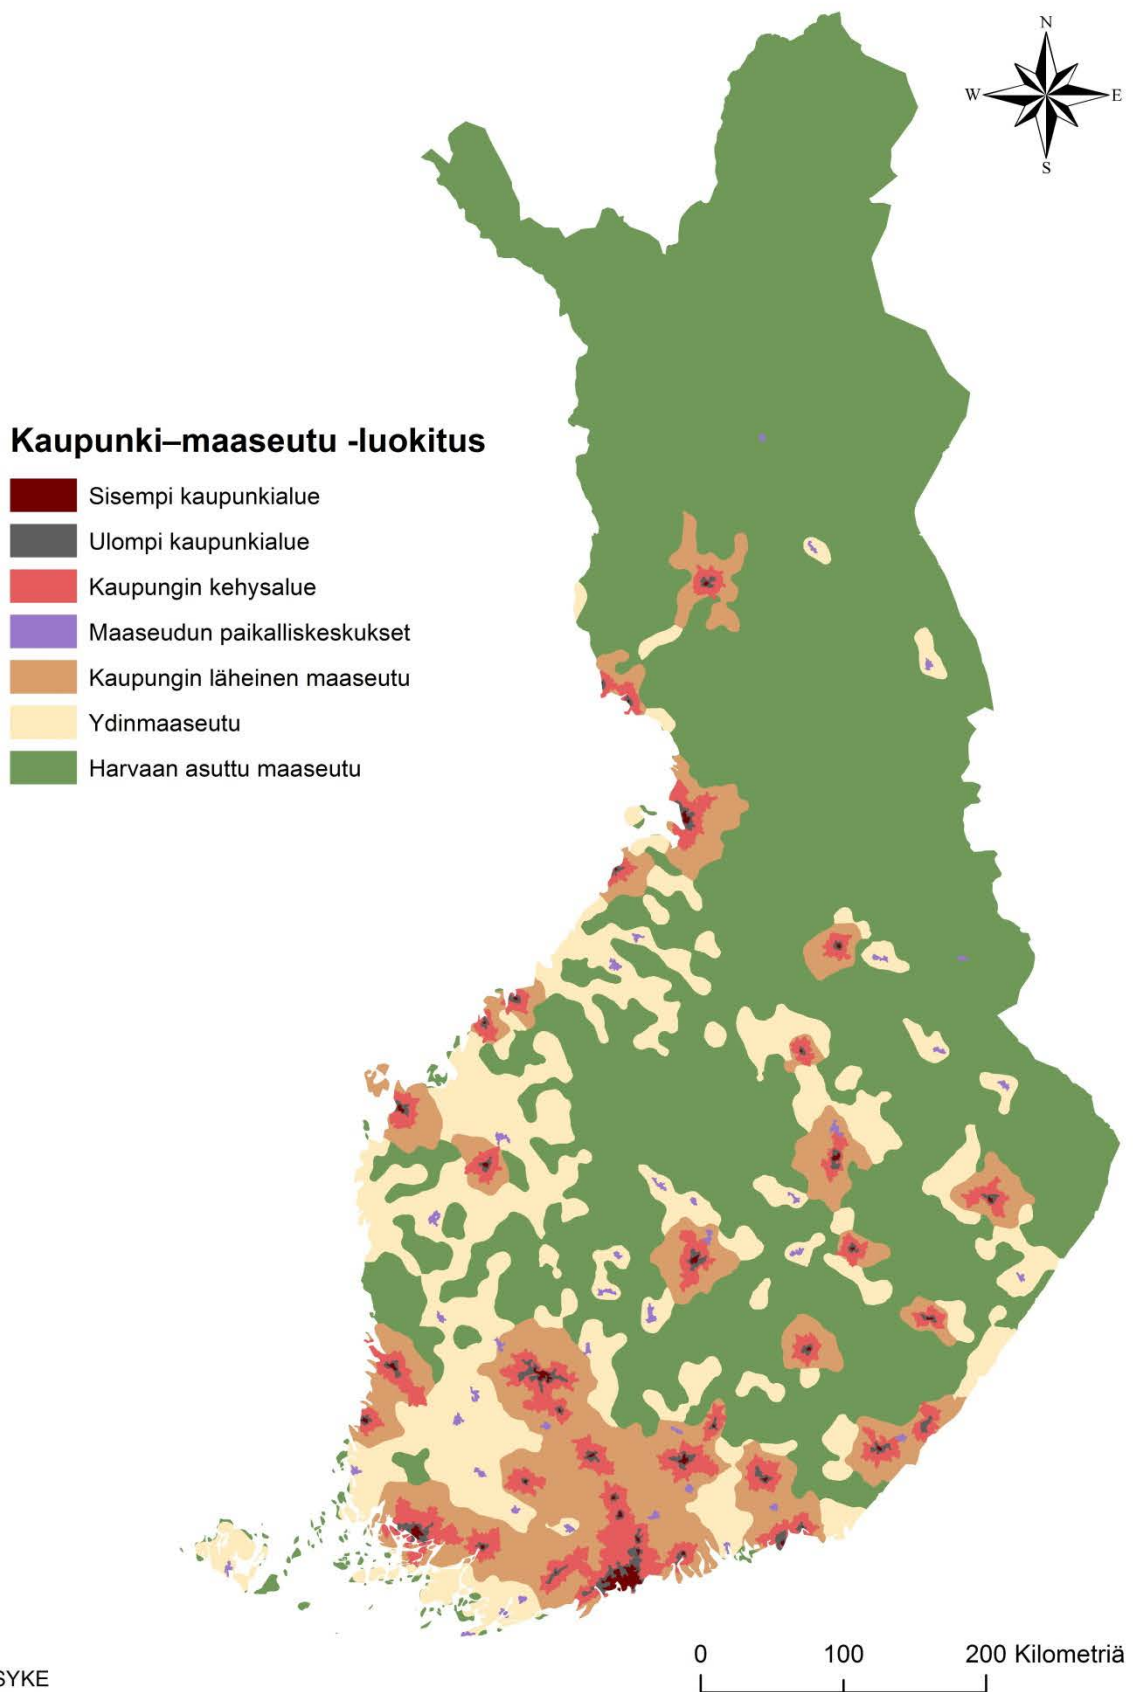 N
W E
S
Kaupunki–maaseutu -luokitus
Sisempi kaupunkialue
Ulompi kaupunkialue
Kaupungin kehysalue
Maaseudun paikalliskeskukset
Kaupungin läheinen maaseutu
Ydinmaaseutu
Harvaan asuttu maaseutu
0 100 200 Kilometriä
SYKE